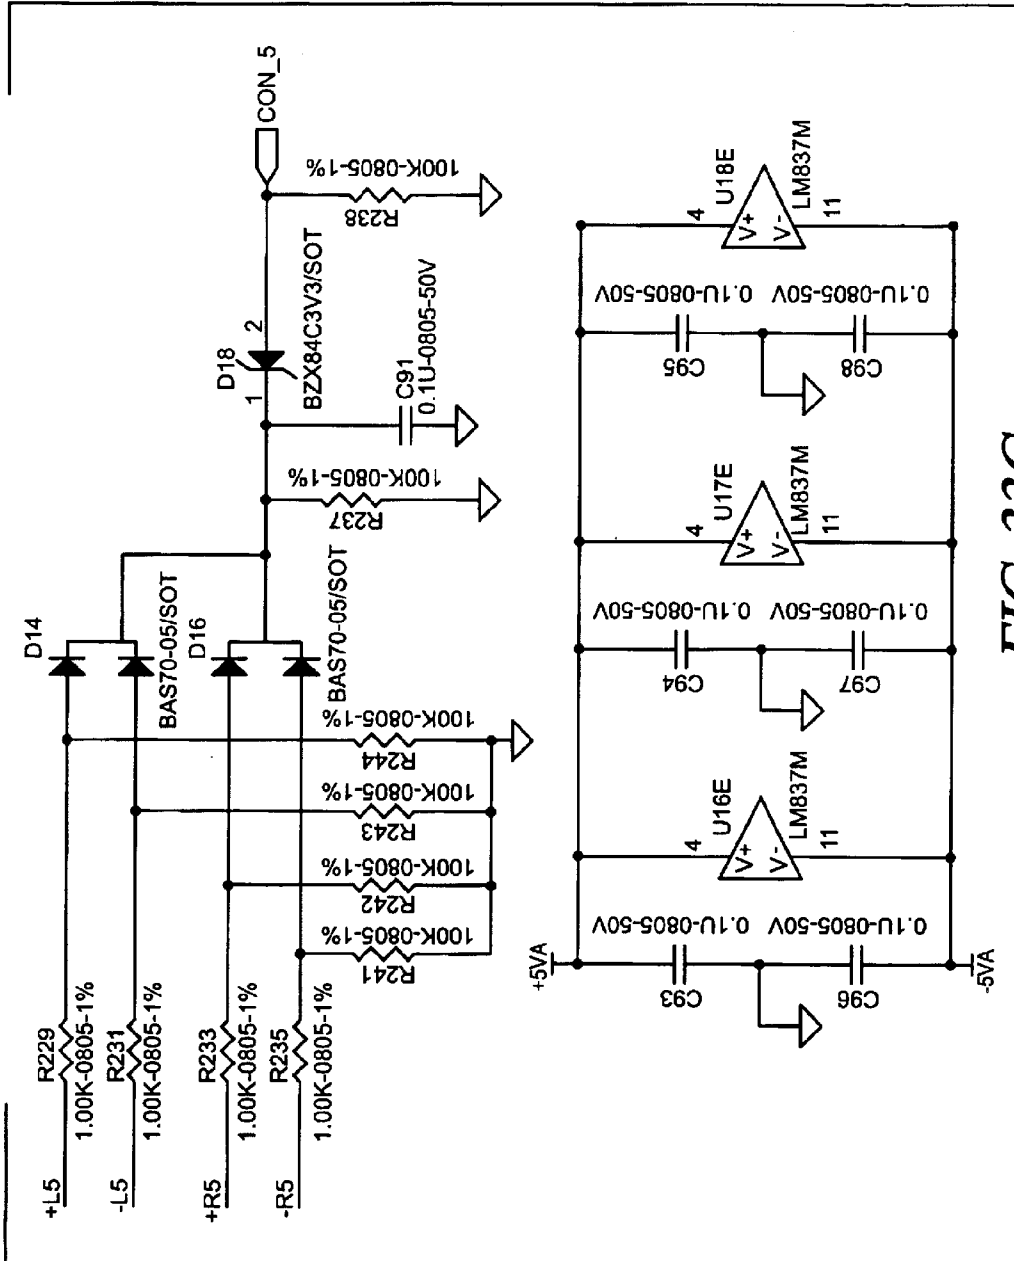 CON_5
100K-0805-1%
R238
D18
1
2
BZX84C3V3/SOT
C91
0.1U-0805-50V
100K-0805-1%
R237
D14
BAS70-05/SOT
D16
BAS70-05/SOT
100K-0805-1%
R244
100K-0805-1%
R243
100K-0805-1%
R242
100K-0805-1%
R241
R229
1.00K-0805-1%
R231
1.00K-0805-1%
R233
1.00K-0805-1%
R235
1.00K-0805-1%
+L5
-L5
+R5
-R5
U18E
LM837M
4
V+
V-
11
0.1U-0805-50V
0.1U-0805-50V
C95
C98
U17E
LM837M
4
V+
V-
11
0.1U-0805-50V
0.1U-0805-50V
C94
C97
U16E
LM837M
4
V+
V-
11
0.1U-0805-50V
0.1U-0805-50V
C93
C96
+5VA
-5VA